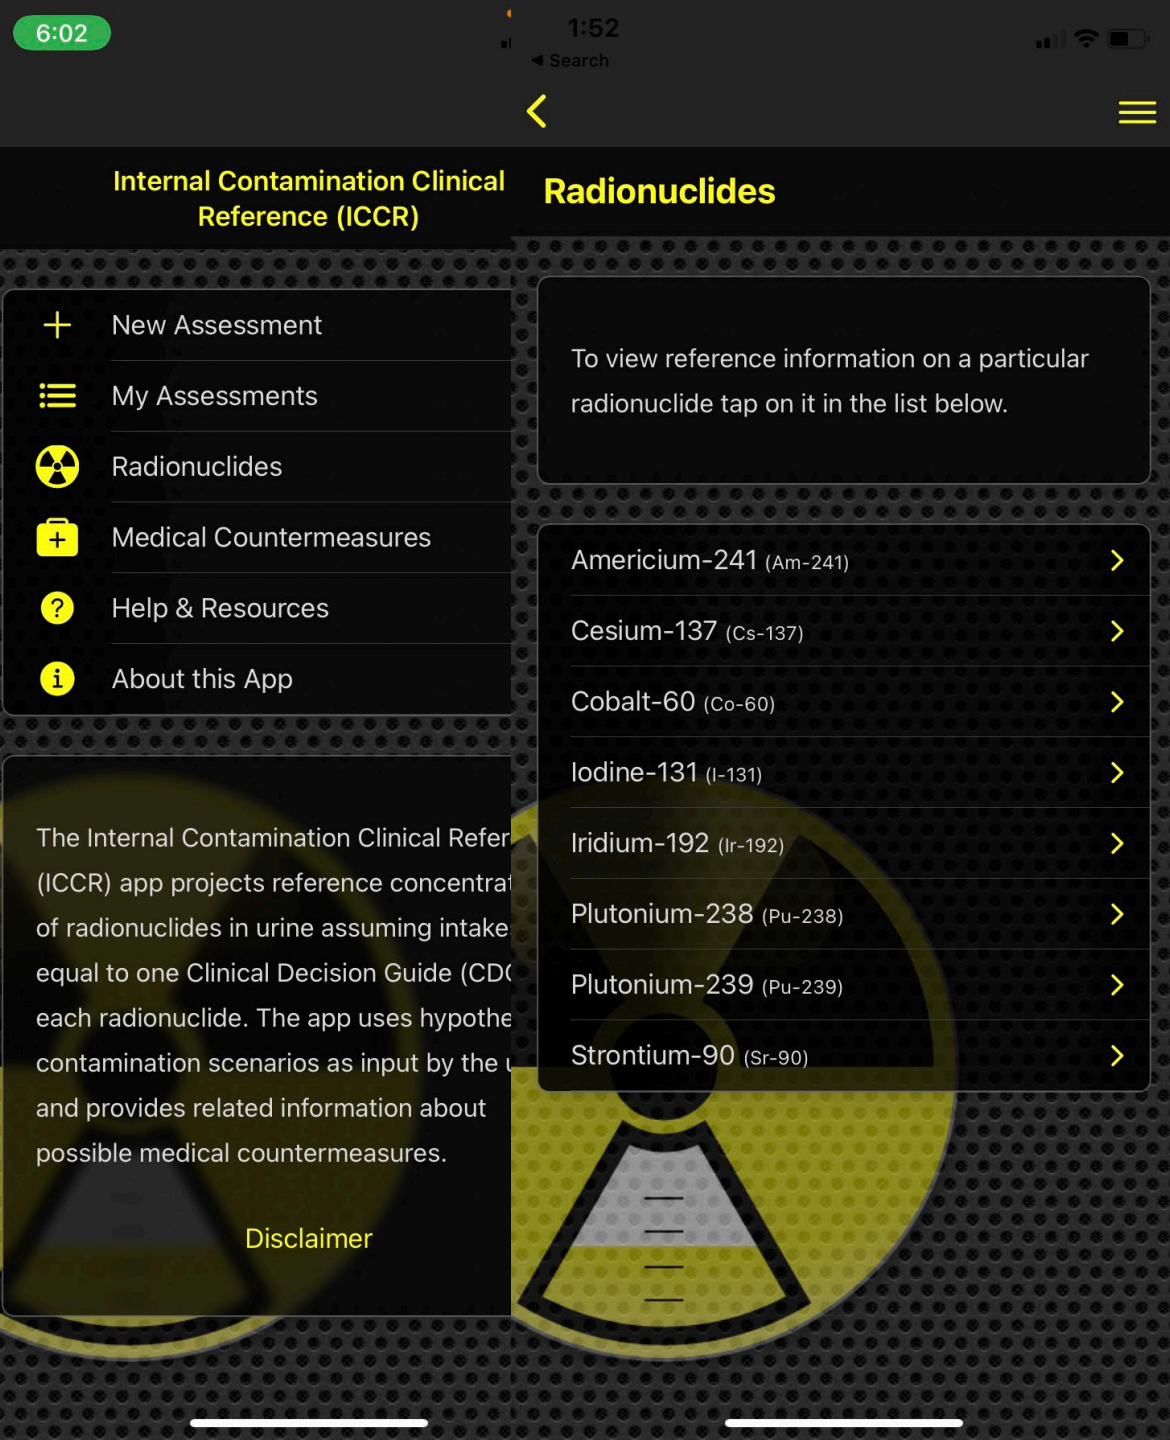 6:02
Internal Contamination Clinical
Reference (ICCR)
New Assessment
My Assessments
Radionuclides
Medical Countermeasures
Help & Resources
About this App
The Internal Contamination Clinical
(ICCR) app projects reference
of radionuclides in urine assuming
equal to one Clinical Decision Guide
each radionuclide. The app uses
contamination scenarios as input by the
and provides related information about
possible medical countermeasures.
Disclaimer
1:52
◀ Search
Radionuclides
To view reference information on a particular
radionuclide tap on it in the list below.
Americium-241 (Am-241)
Cesium-137 (Cs-137)
Cobalt-60 (Co-60)
Iodine-131 (I-131)
Iridium-192 (Ir-192)
Plutonium-238 (Pu-238)
Plutonium-239 (Pu-239)
Strontium-90 (Sr-90)